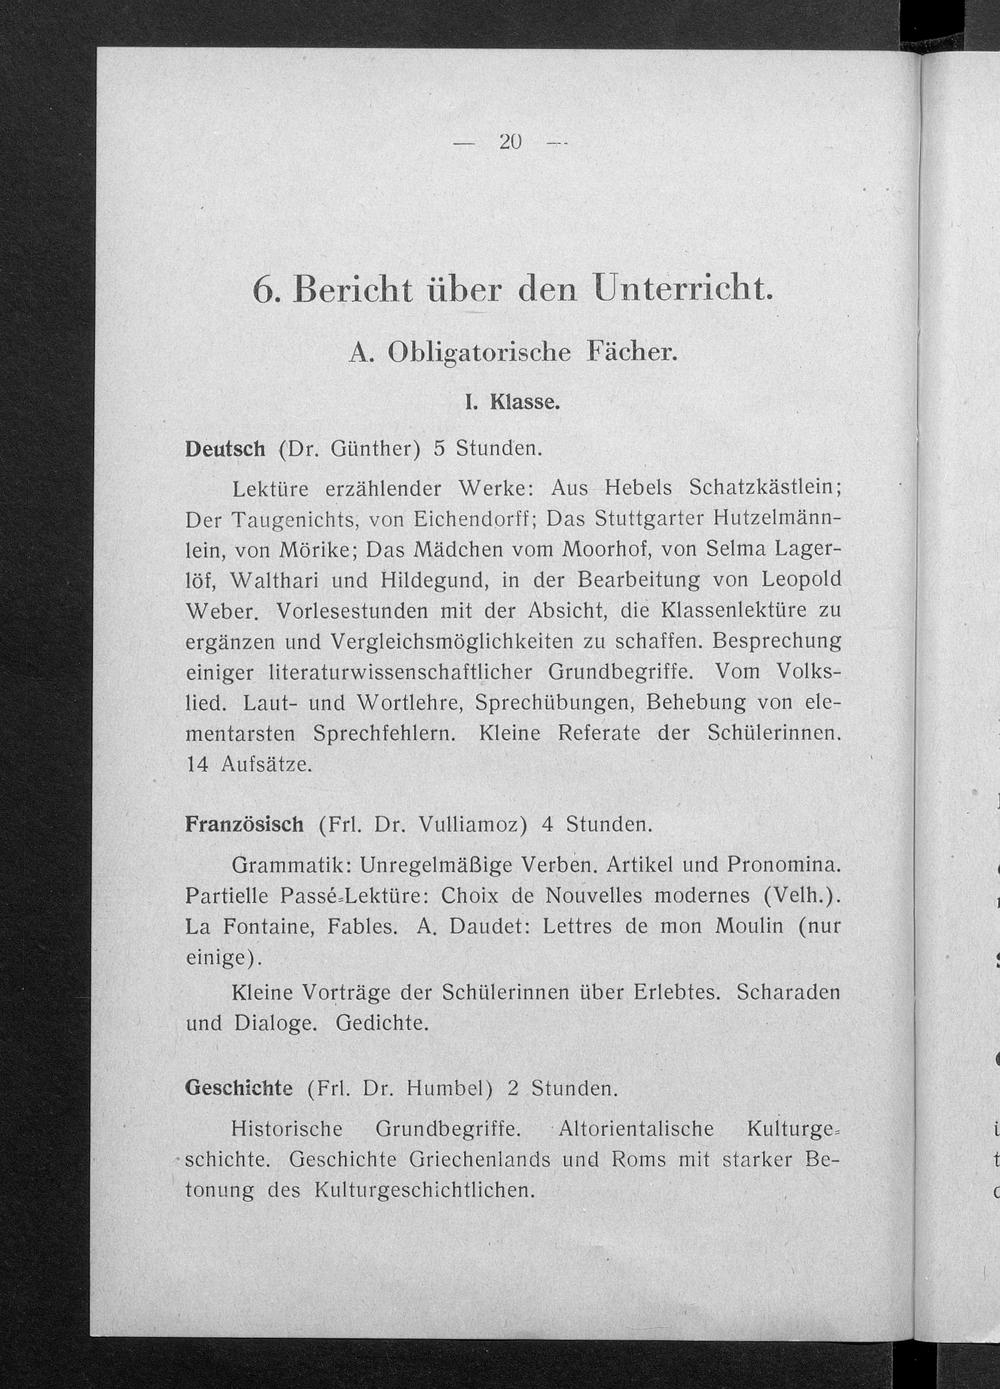 — 20 —
6. Bericht über den Unterricht.
A. Obligatorische Fächer.
I. Klasse.
Deutsch (Dr. Günther) 5 Stunden.
Lektüre erzählender Werke: Aus Hebels Schatzkästlein;
Der Taugenichts, von Eichendorff; Das Stuttgarter Hutzelmänn-
lein, von Mörike; Das Mädchen vom Moorhof, von Selma Lager-
löf, Walthari und Hildegund, in der Bearbeitung von Leopold
Weber. Vorlesestunden mit der Absicht, die Klassenlektüre zu
ergänzen und Vergleichsmöglichkeiten zu schaffen. Besprechung
einiger literaturwissenschaftlicher Grundbegriffe. Vom Volks-
lied. Laut- und Wortlehre, Sprechübungen, Behebung von ele-
mentarsten Sprechfehlern. Kleine Referate der Schülerinnen.
14 Aufsätze.
Französisch (Frl. Dr. Vulliamoz) 4 Stunden.
Grammatik: Unregelmäßige Verben. Artikel und Pronomina.
Partielle Passé-Lektüre: Choix de Nouvelles modernes (Velh.).
La Fontaine, Fables. A. Daudet: Lettres de mon Moulin (nur
einige).
Kleine Vorträge der Schülerinnen über Erlebtes. Scharaden
und Dialoge. Gedichte.
Geschichte (Frl. Dr. Humbel) 2 Stunden.
Historische Grundbegriffe. Altorientalische Kulturge-
schichte. Geschichte Griechenlands und Roms mit starker Be-
tonung des Kulturgeschichtlichen.